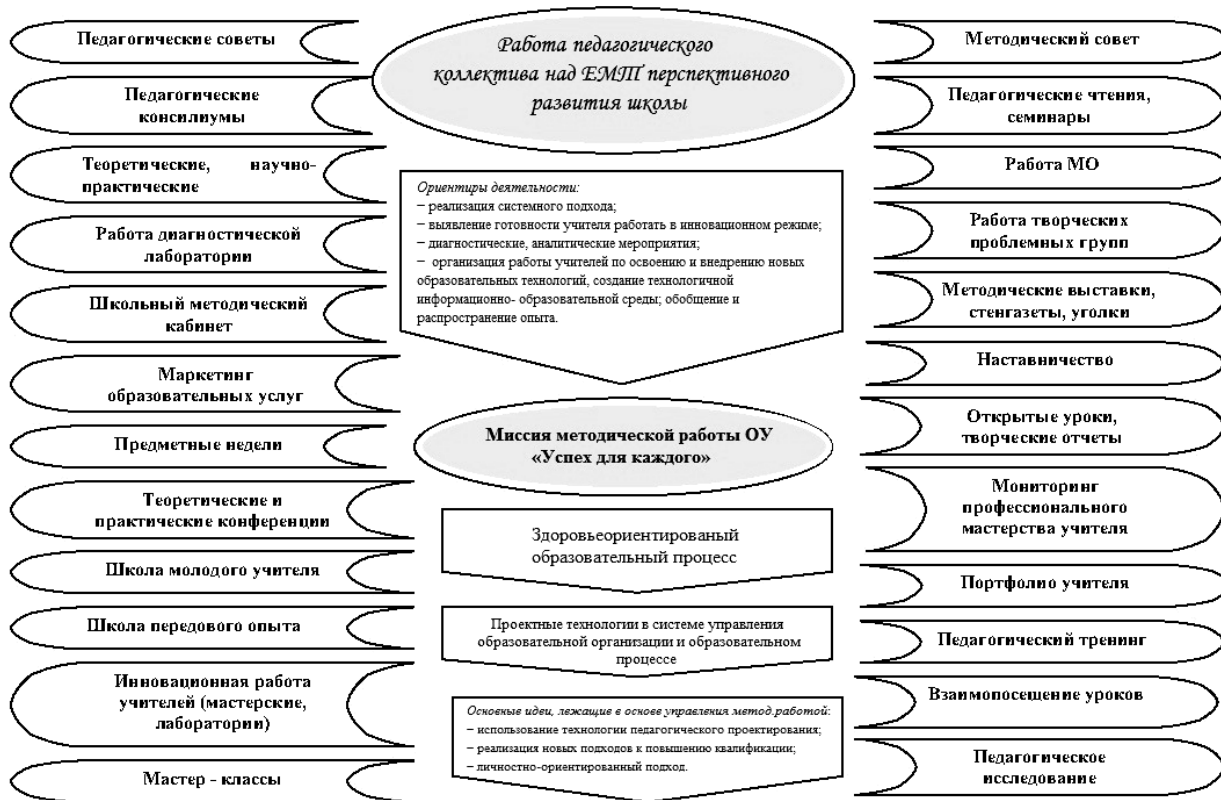 Педагогические советы
Педагогические
консилиумы
Теоретические, научно-
практические
Работа диагностической
лаборатории
Школьный методический
кабинет
Маркетинг
образовательных услуг
Предметные недели
Теоретические и
практические конференции
Школа молодого учителя
Школа передового опыта
Инновационная работа
учителей (мастерские,
лаборатории)
Мастер - классы
Работа педагогического
коллектива над ЕМТ перспективного
развития школы
Ориентиры деятельности:
– реализация системного подхода;
– выявление готовности учителя работать в инновационном режиме;
– диагностические, аналитические мероприятия;
– организация работы учителей по освоению и внедрению новых
образовательных технологий, создание технологичной
информационно- образовательной среды; обобщение и
распространение опыта.
Миссия методической работы ОУ
«Успех для каждого»
Здоровьеориентированый
образовательный процесс
Проектные технологии в системе управления
образовательной организации и образовательном
процессе
Основные идеи, лежащие в основе управления метод.работой:
– использование технологии педагогического проектирования;
– реализация новых подходов к повышению квалификации;
– личностно-ориентированный подход.
Методический совет
Педагогические чтения,
семинары
Работа МО
Работа творческих
проблемных групп
Методические выставки,
стенгазеты, уголки
Наставничество
Открытые уроки,
творческие отчеты
Мониторинг
профессионального
мастерства учителя
Портфолио учителя
Педагогический тренинг
Взаимопосещение уроков
Педагогическое
исследование